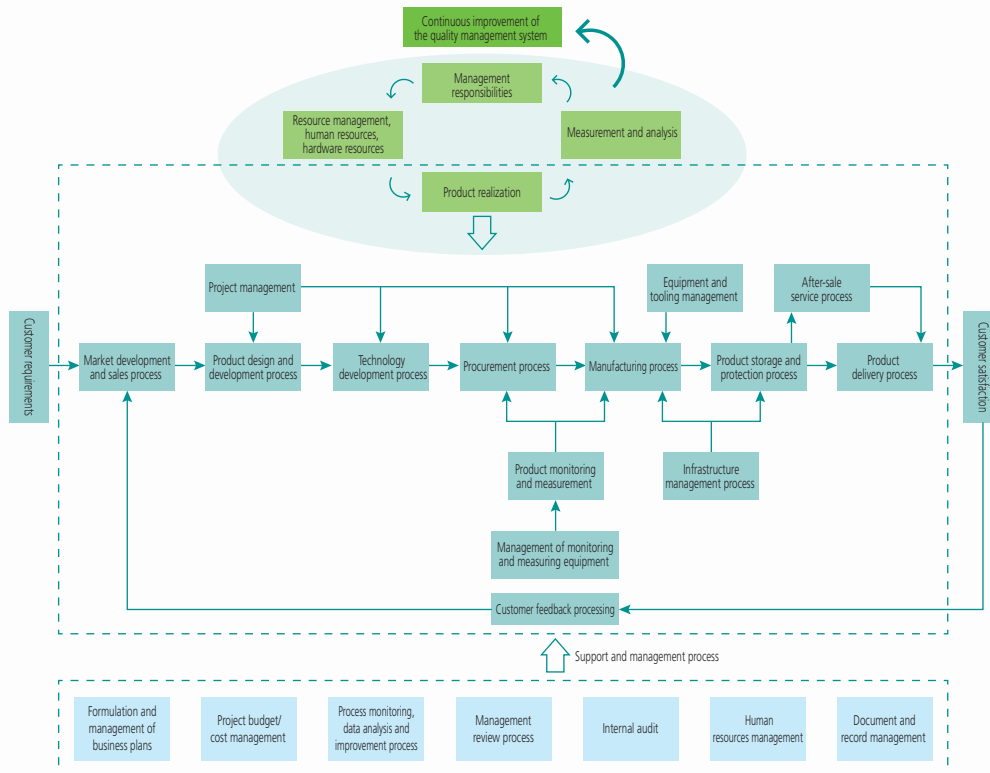 Continuous improvement of
the quality management system
Management
responsibilities
Resource management,
human resources,
hardware resources
Measurement and analysis
Product realization
Project management
Equipment and
tooling management
After-sale
service process
Customer requirements
Market development
and sales process
Product design and
development process
Technology
development process
Procurement process
Manufacturing process
Product storage and
protection process
Product
delivery process
Customer satisfaction
Product monitoring
and measurement
Infrastructure
management process
Management of monitoring
and measuring equipment
Customer feedback processing
Support and management process
Formulation and
management of
business plans
Project budget/
cost management
Process monitoring,
data analysis and
improvement process
Management
review process
Internal audit
Human
resources management
Document and
record management